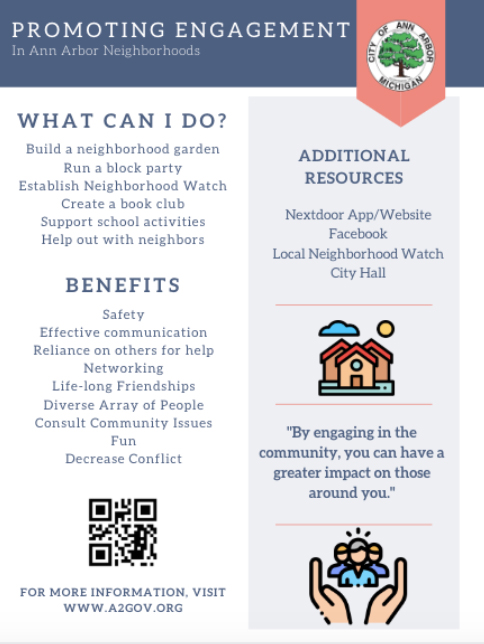 PROMOTING ENGAGEMENT
In Ann Arbor Neighborhoods
CITY OF ANN ARBOR
MICHIGAN
WHAT CAN I DO?
Build a neighborhood garden
Run a block party
Establish Neighborhood Watch
Create a book club
Support school activities
Help out with neighbors
BENEFITS
Safety
Effective communication
Reliance on others for help
Networking
Life-long Friendships
Diverse Array of People
Consult Community Issues
Fun
Decrease Conflict
FOR MORE INFORMATION, VISIT
WWW.A2GOV.ORG
ADDITIONAL
RESOURCES
Nextdoor App/Website
Facebook
Local Neighborhood Watch
City Hall
"By engaging in the
community, you can have a
greater impact on those
around you."